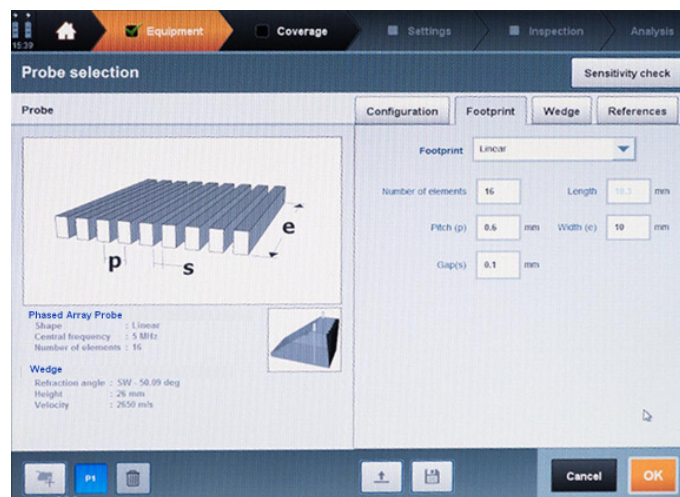 15:39
Equipment
Coverage
Settings
Inspection
Analysis
Probe selection
Sensitivity check
Probe
Configuration
Footprint
Wedge
References
Footprint
Linear
Number of elements
16
Length
mm
Pitch (p)
0.6
mm
Width (e)
10
mm
Gap(s)
0.1
mm
e
p
s
Phased Array Probe
Shape : Linear
Central frequency : 5 MHz
Number of elements : 16
Wedge
Refraction angle : SW - 50.09 deg
Height : 26 mm
Velocity : 2650 m/s
P1
Cancel
OK